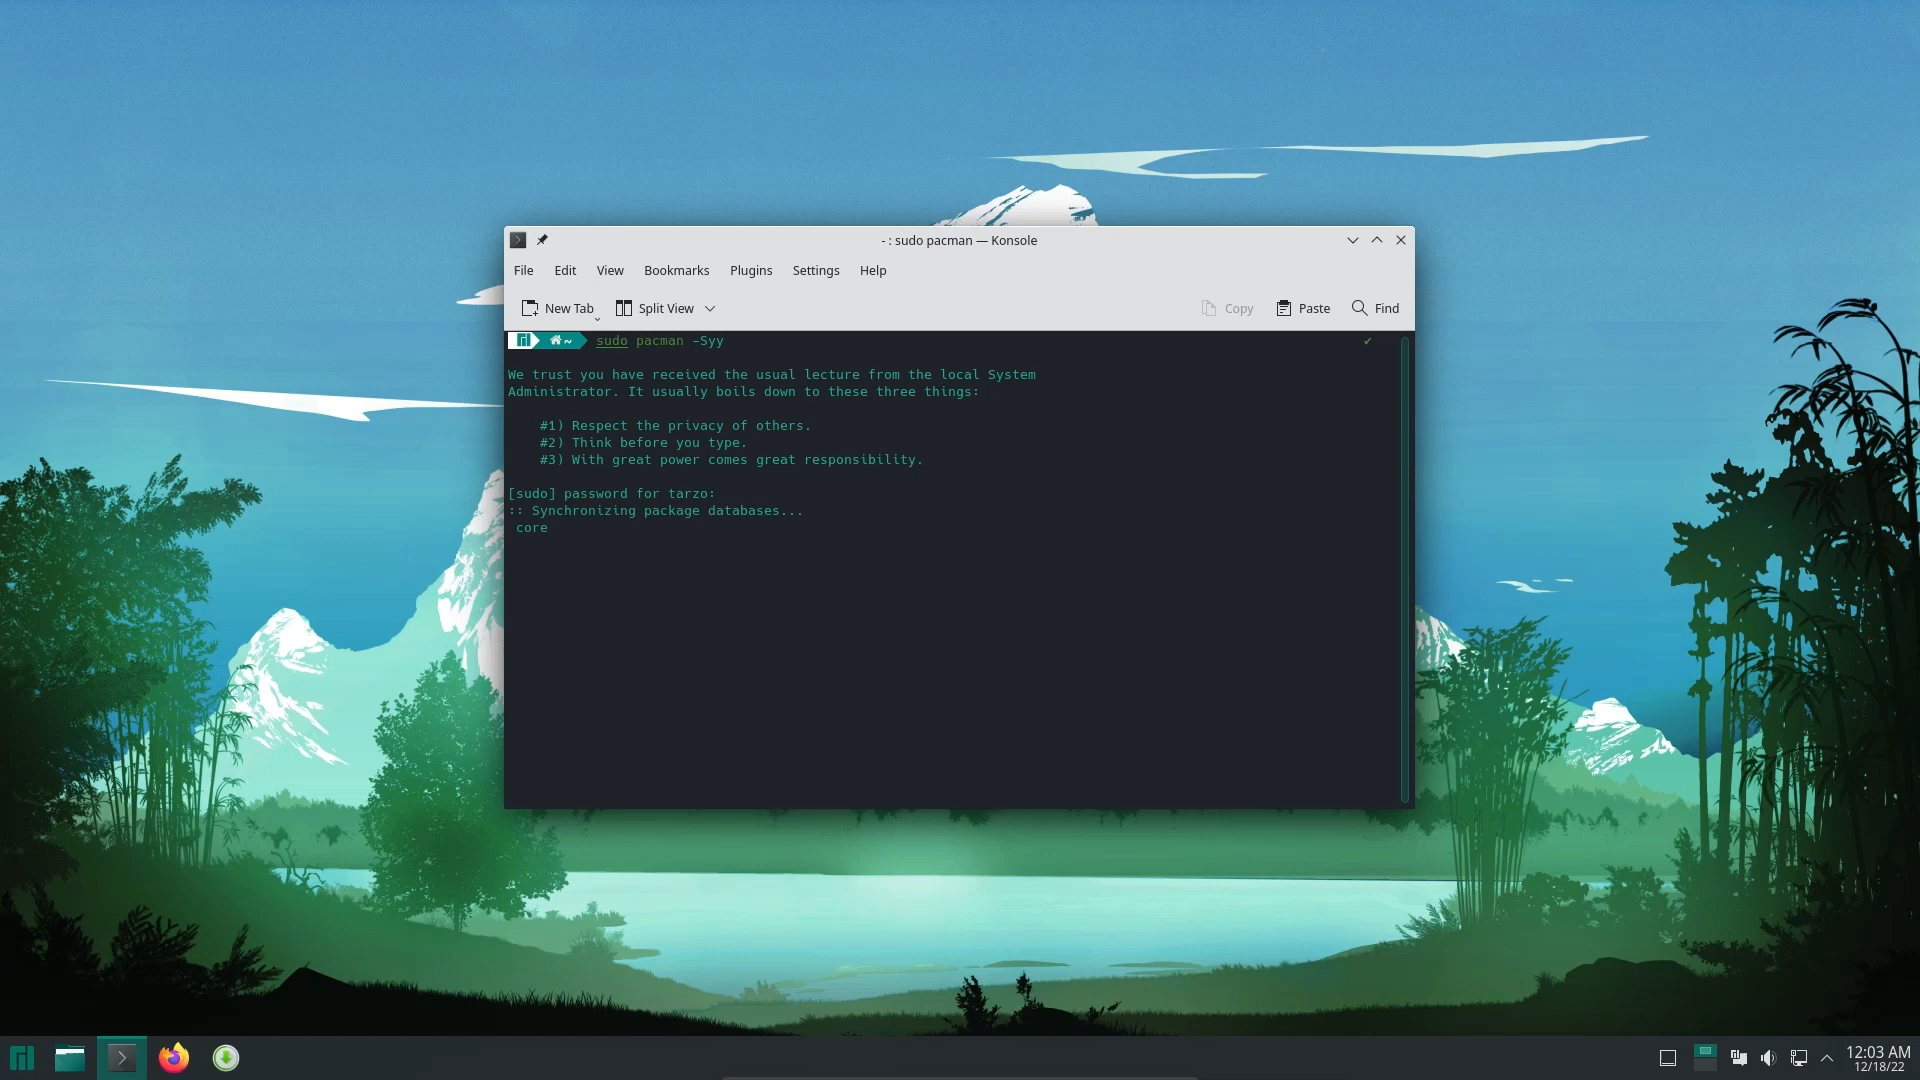 - : sudo pacman — Konsole
File Edit View Bookmarks Plugins Settings Help
New Tab Split View Copy Paste Find
~ sudo pacman -Syy ✔
We trust you have received the usual lecture from the local System
Administrator. It usually boils down to these three things:
#1) Respect the privacy of others.
#2) Think before you type.
#3) With great power comes great responsibility.
[sudo] password for tarzo:
:: Synchronizing package databases...
core
12:03 AM
12/18/22